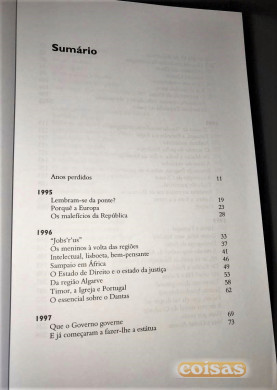 Sumário
Anos perdidos 11
1995
Lembram-se da ponte? 19
Porquê a Europa 23
Os malefícios da República 28
1996
"Jobs'r'us" 33
Os meninos à volta das regiões 37
Intelectual, lisboeta, bem-pensante 41
Sampaio em África 46
O Estado de Direito e o estado da justiça 49
Da região Algarve 53
Timor, a Igreja e Portugal 58
O essencial sobre o Dantas 62
1997
Que o Governo governe 69
E já começaram a fazer-lhe a estátua 73
coisas